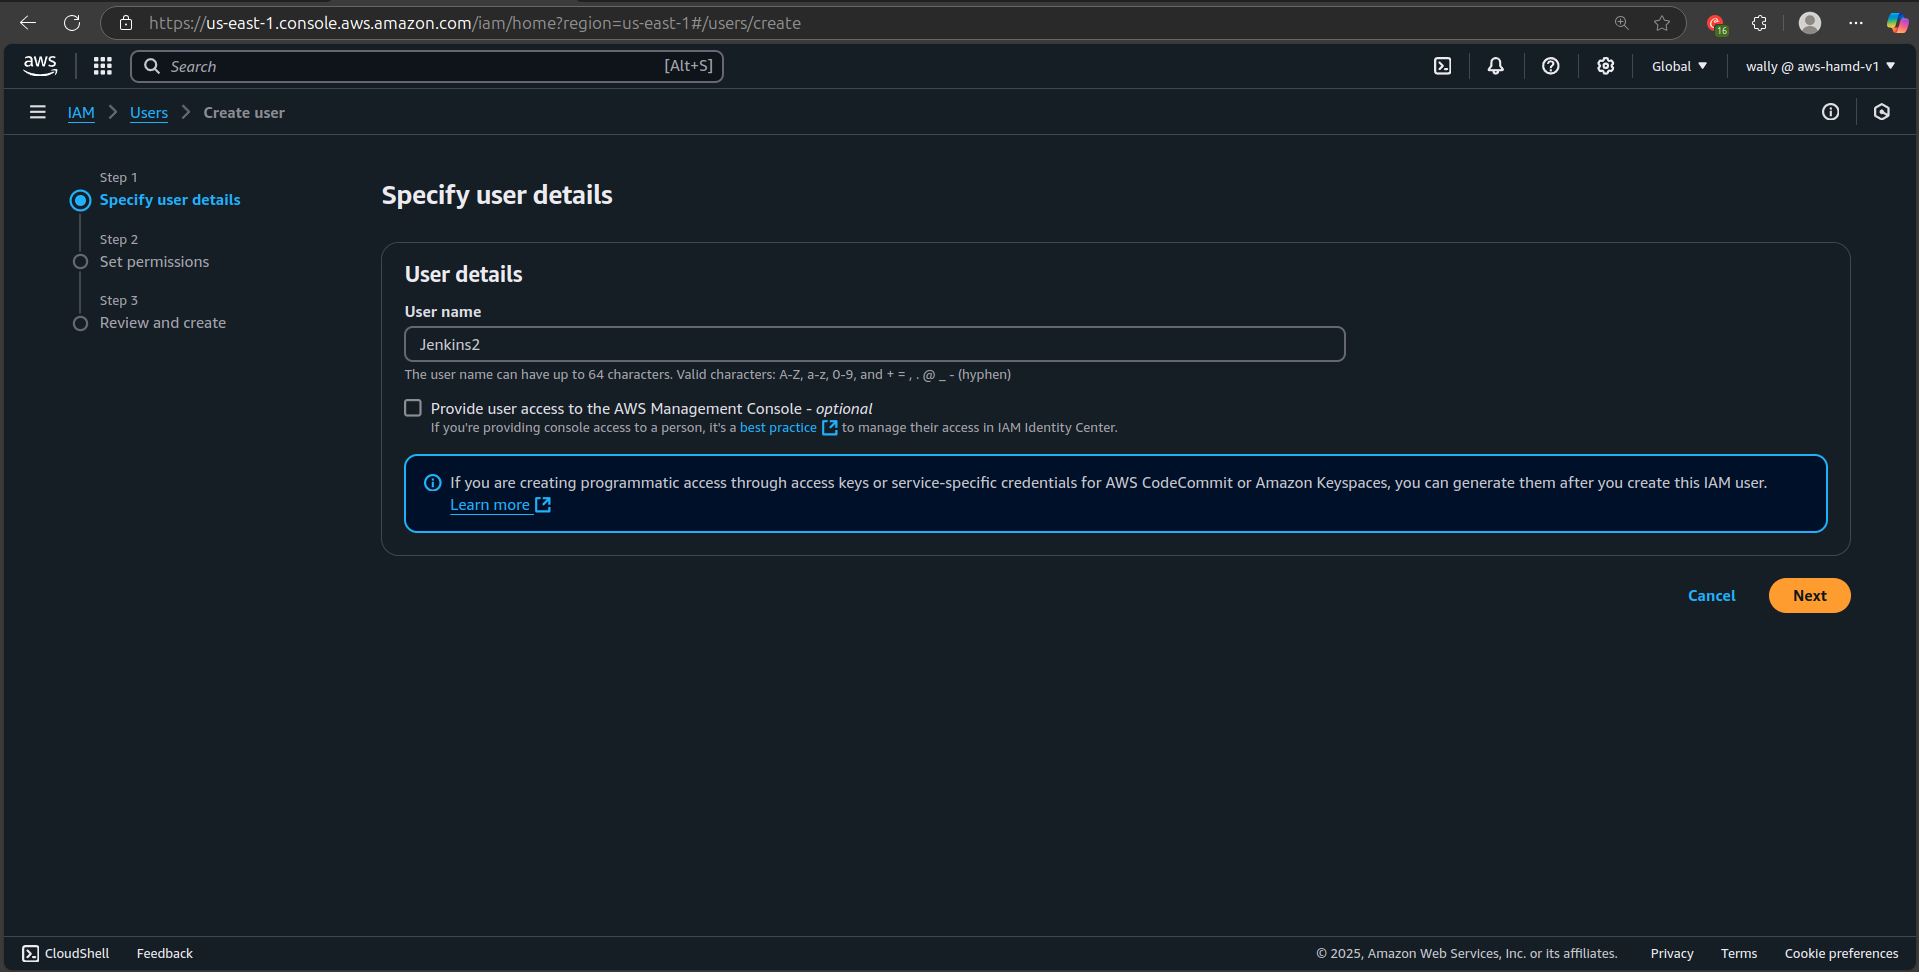 https://us-east-1.console.aws.amazon.com/iam/home?region=us-east-1#/users/create
16
aws
Search
[Alt+S]
Global
wally @ aws-hamd-v1
IAM
Users
Create user
Step 1
Specify user details
Step 2
Set permissions
Step 3
Review and create
Specify user details
User details
User name
Jenkins2
The user name can have up to 64 characters. Valid characters: A-Z, a-z, 0-9, and + = , . @ _ - (hyphen)
Provide user access to the AWS Management Console - optional
If you're providing console access to a person, it's a best practice to manage their access in IAM Identity Center.
If you are creating programmatic access through access keys or service-specific credentials for AWS CodeCommit or Amazon Keyspaces, you can generate them after you create this IAM user.
Learn more
Cancel
Next
CloudShell
Feedback
© 2025, Amazon Web Services, Inc. or its affiliates.
Privacy
Terms
Cookie preferences